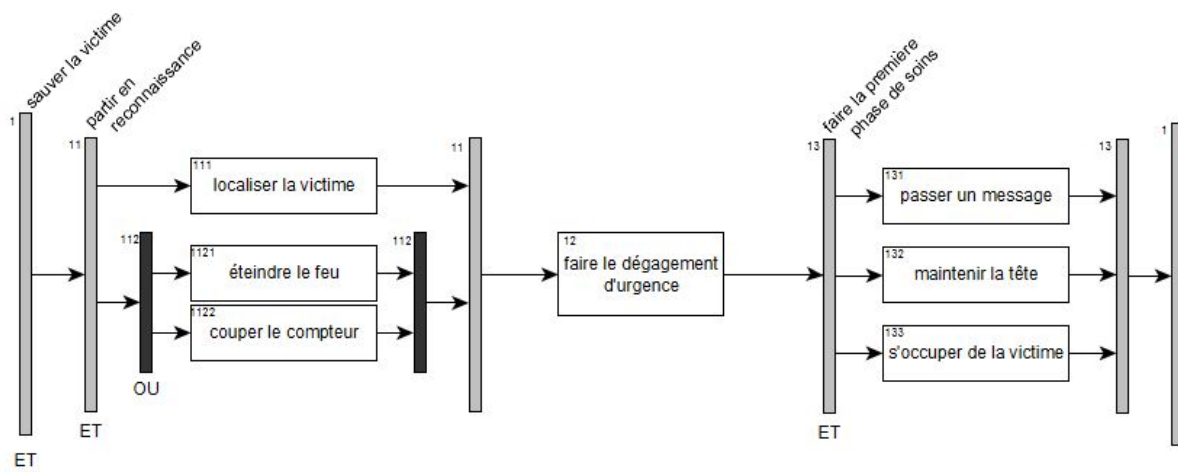 sauver la victime
partir en
reconnaissance
faire la première
phase de soins
1
11
11
13
13
1
111
localiser la victime
112
112
1121
éteindre le feu
1122
couper le compteur
12
faire le dégagement
d'urgence
131
passer un message
132
maintenir la tête
133
s'occuper de la victime
OU
ET
ET
ET